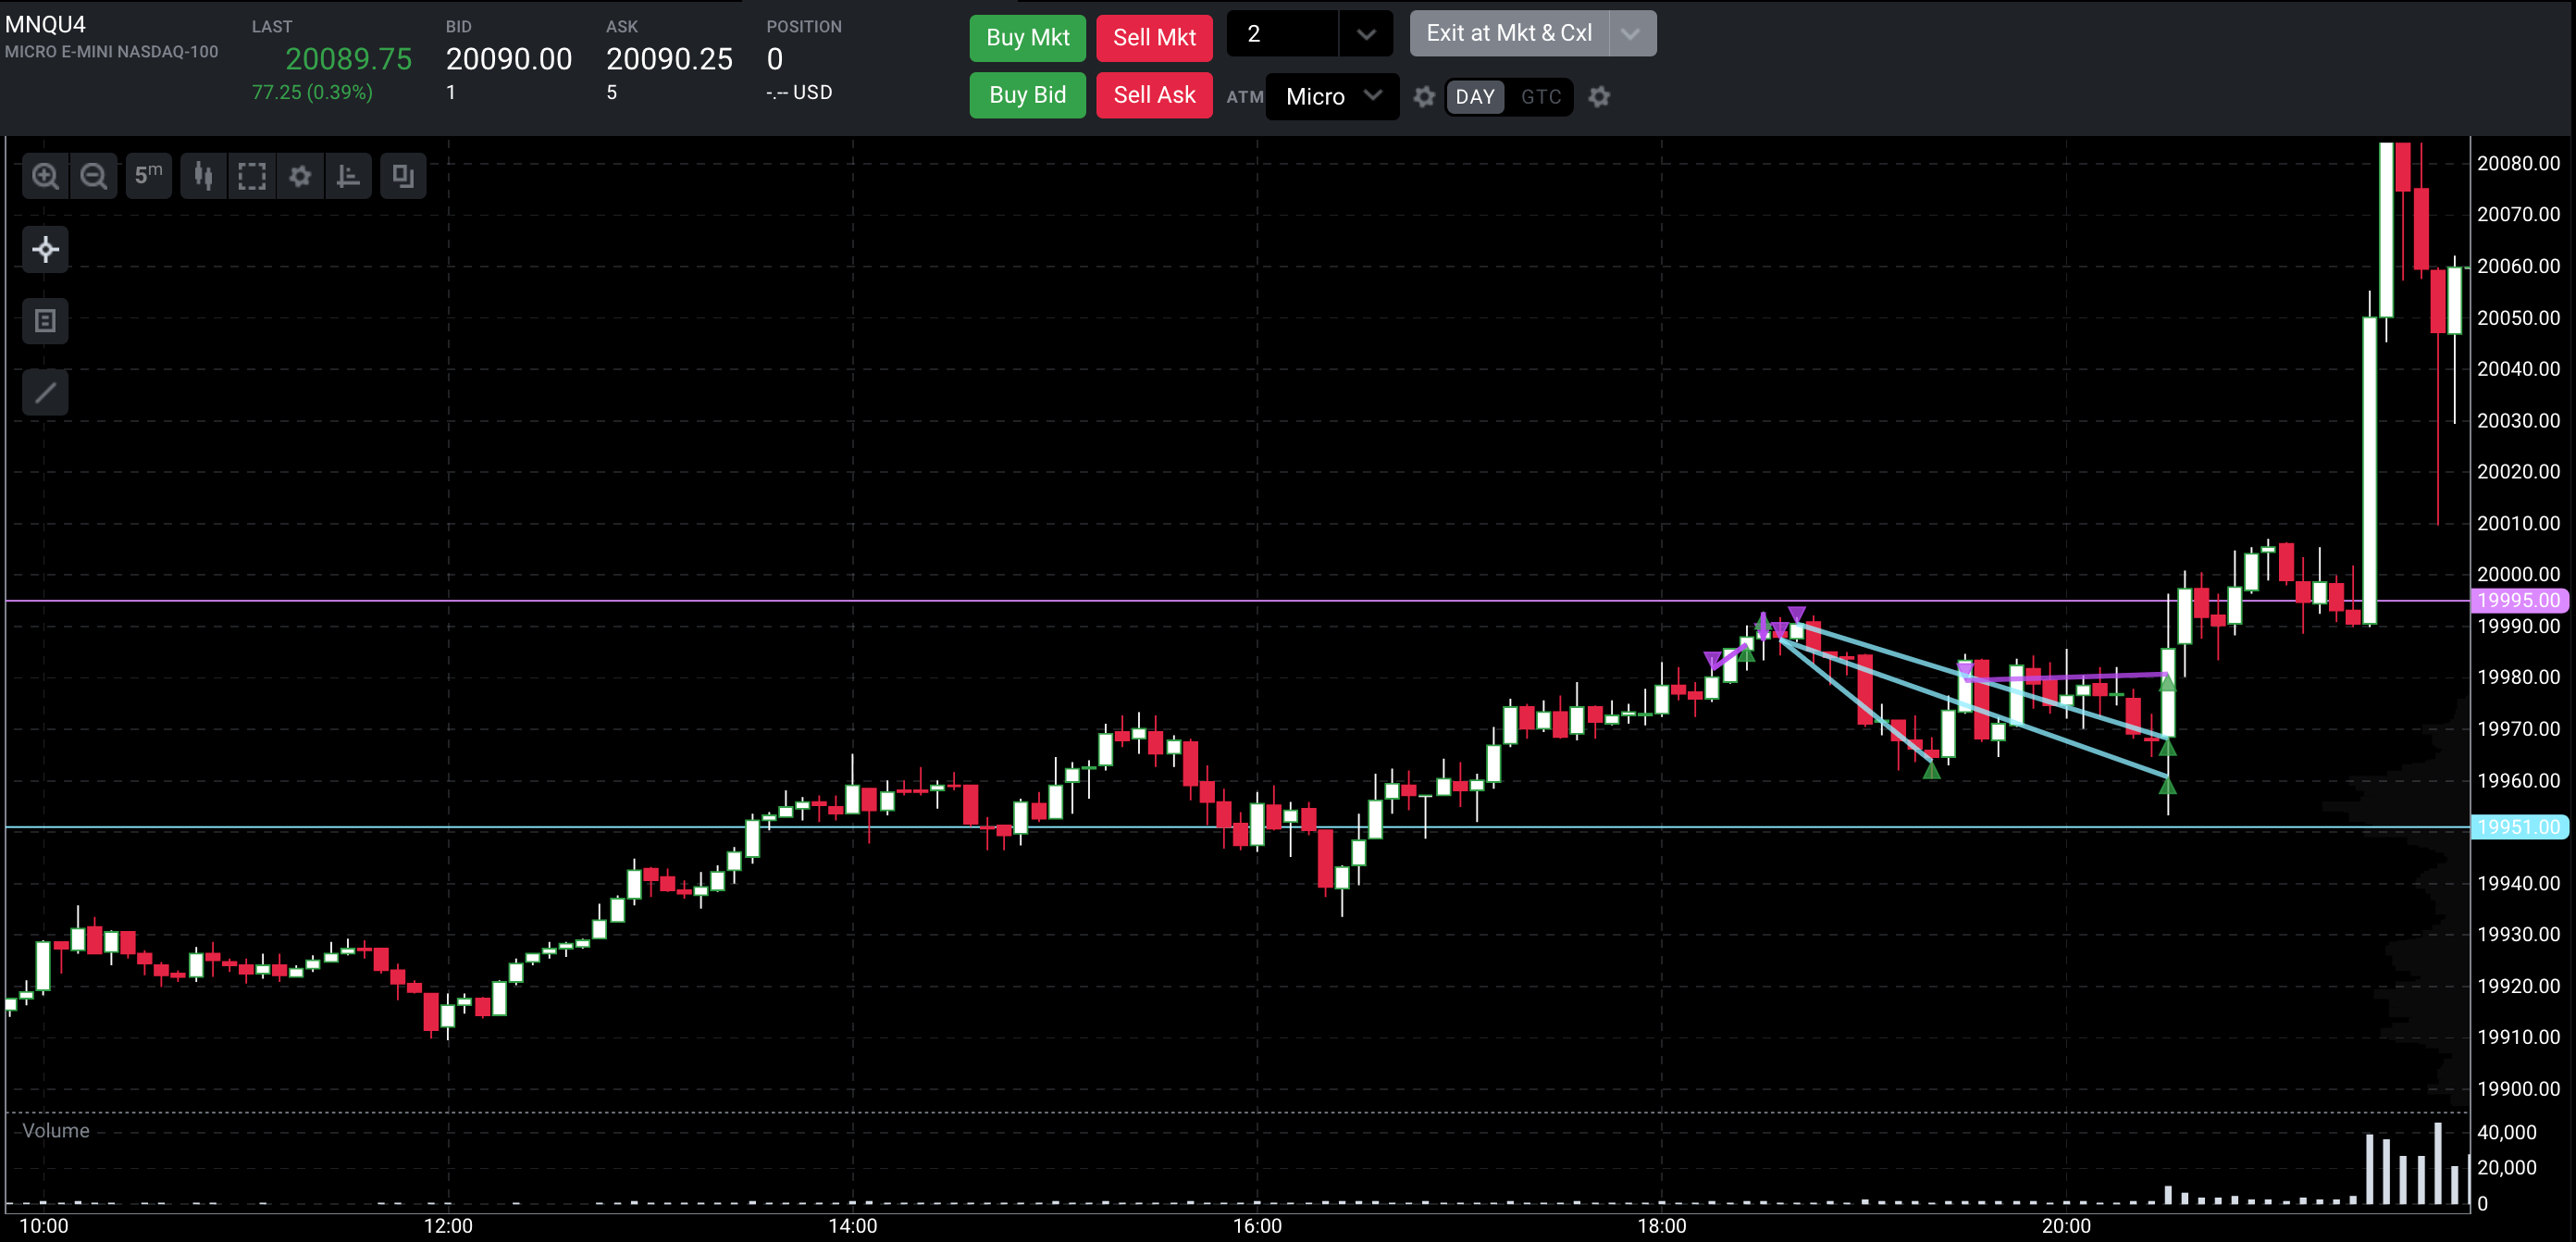 MNQU4
MICRO E-MINI NASDAQ-100
LAST
20089.75
77.25 (0.39%)
BID
20090.00
1
ASK
20090.25
5
POSITION
0
-.-- USD
Buy Mkt
Sell Mkt
2
Exit at Mkt & Cxl
Buy Bid
Sell Ask
ATM
Micro
DAY
GTC
5m
20080.00
20070.00
20060.00
20050.00
20040.00
20030.00
20020.00
20010.00
20000.00
19995.00
19990.00
19980.00
19970.00
19960.00
19951.00
19940.00
19930.00
19920.00
19910.00
19900.00
Volume
40,000
20,000
0
10:00
12:00
14:00
16:00
18:00
20:00